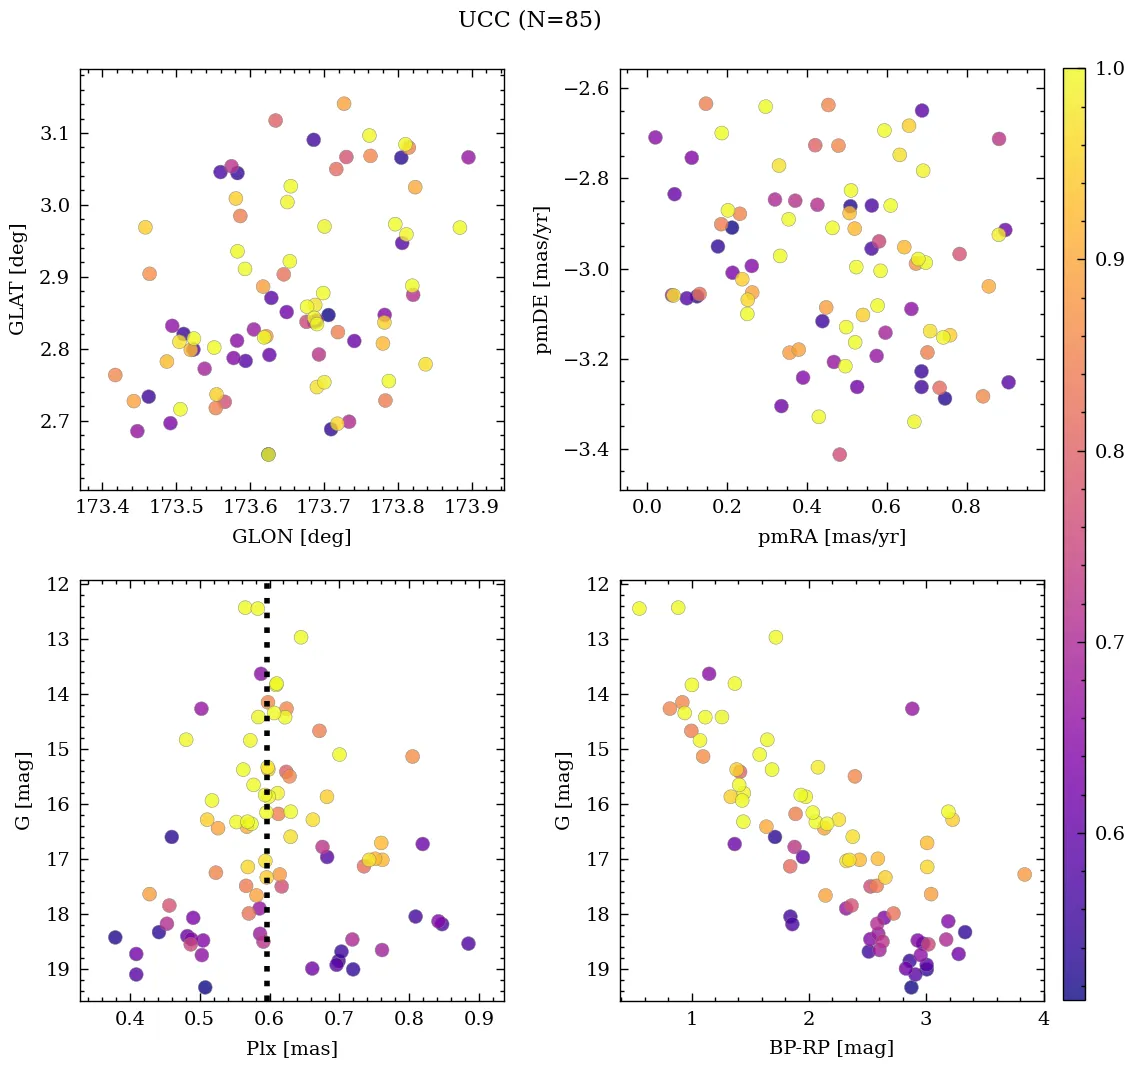 UCC (N=85)
3.1
3.0
2.9
2.8
2.7
GLAT [deg]
173.4 173.5 173.6 173.7 173.8 173.9
GLON [deg]
−2.6
−2.8
−3.0
−3.2
−3.4
pmDE [mas/yr]
0.0 0.2 0.4 0.6 0.8
pmRA [mas/yr]
1.0
0.9
0.8
0.7
0.6
12
13
14
15
16
17
18
19
G [mag]
0.4 0.5 0.6 0.7 0.8 0.9
Plx [mas]
12
13
14
15
16
17
18
19
G [mag]
1 2 3 4
BP-RP [mag]